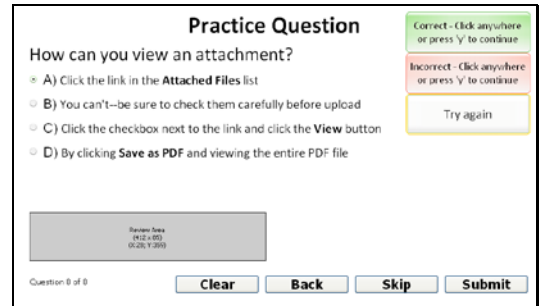 Practice Question
How can you view an attachment?
A) Click the link in the Attached Files list
B) You can't--be sure to check them carefully before upload
C) Click the checkbox next to the link and click the View button
D) By clicking Save as PDF and viewing the entire PDF file
Correct - Click anywhere
or press 'y' to continue
Incorrect - Click anywhere
or press 'y' to continue
Try again
Review Area
Question 0 of 0
Clear
Back
Skip
Submit